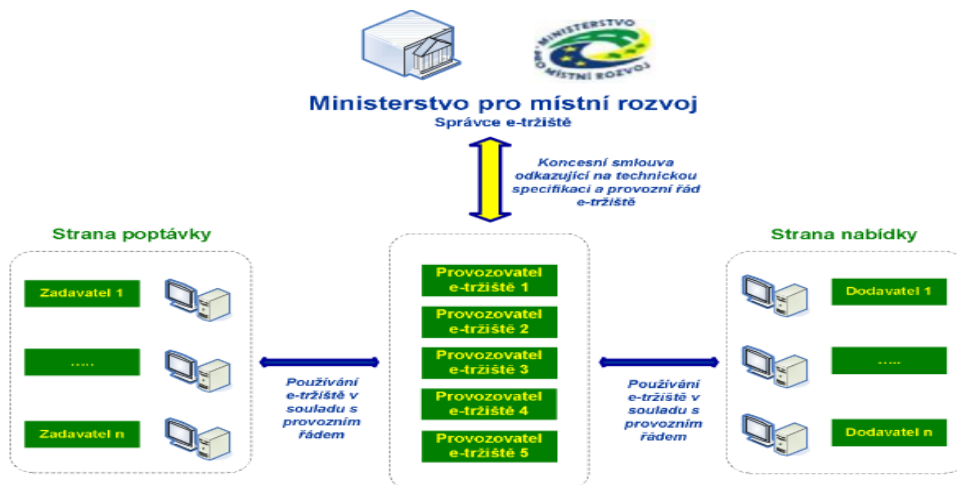 MINISTERSTVO
PRO
MÍSTNÍ ROZVOJ
Ministerstvo pro místní rozvoj
Správce e-tržiště
Koncesní smlouva
odkazující na technickou
specifikaci a provozní řád
e-tržiště
Strana poptávky
Zadavatel 1
.....
Zadavatel n
Používání
e-tržiště v
souladu s
provozním
řádem
Provozovatel
e-tržiště 1
Provozovatel
e-tržiště 2
Provozovatel
e-tržiště 3
Provozovatel
e-tržiště 4
Provozovatel
e-tržiště 5
Používání
e-tržiště v
souladu s
provozním
řádem
Strana nabídky
Dodavatel 1
.....
Dodavatel n